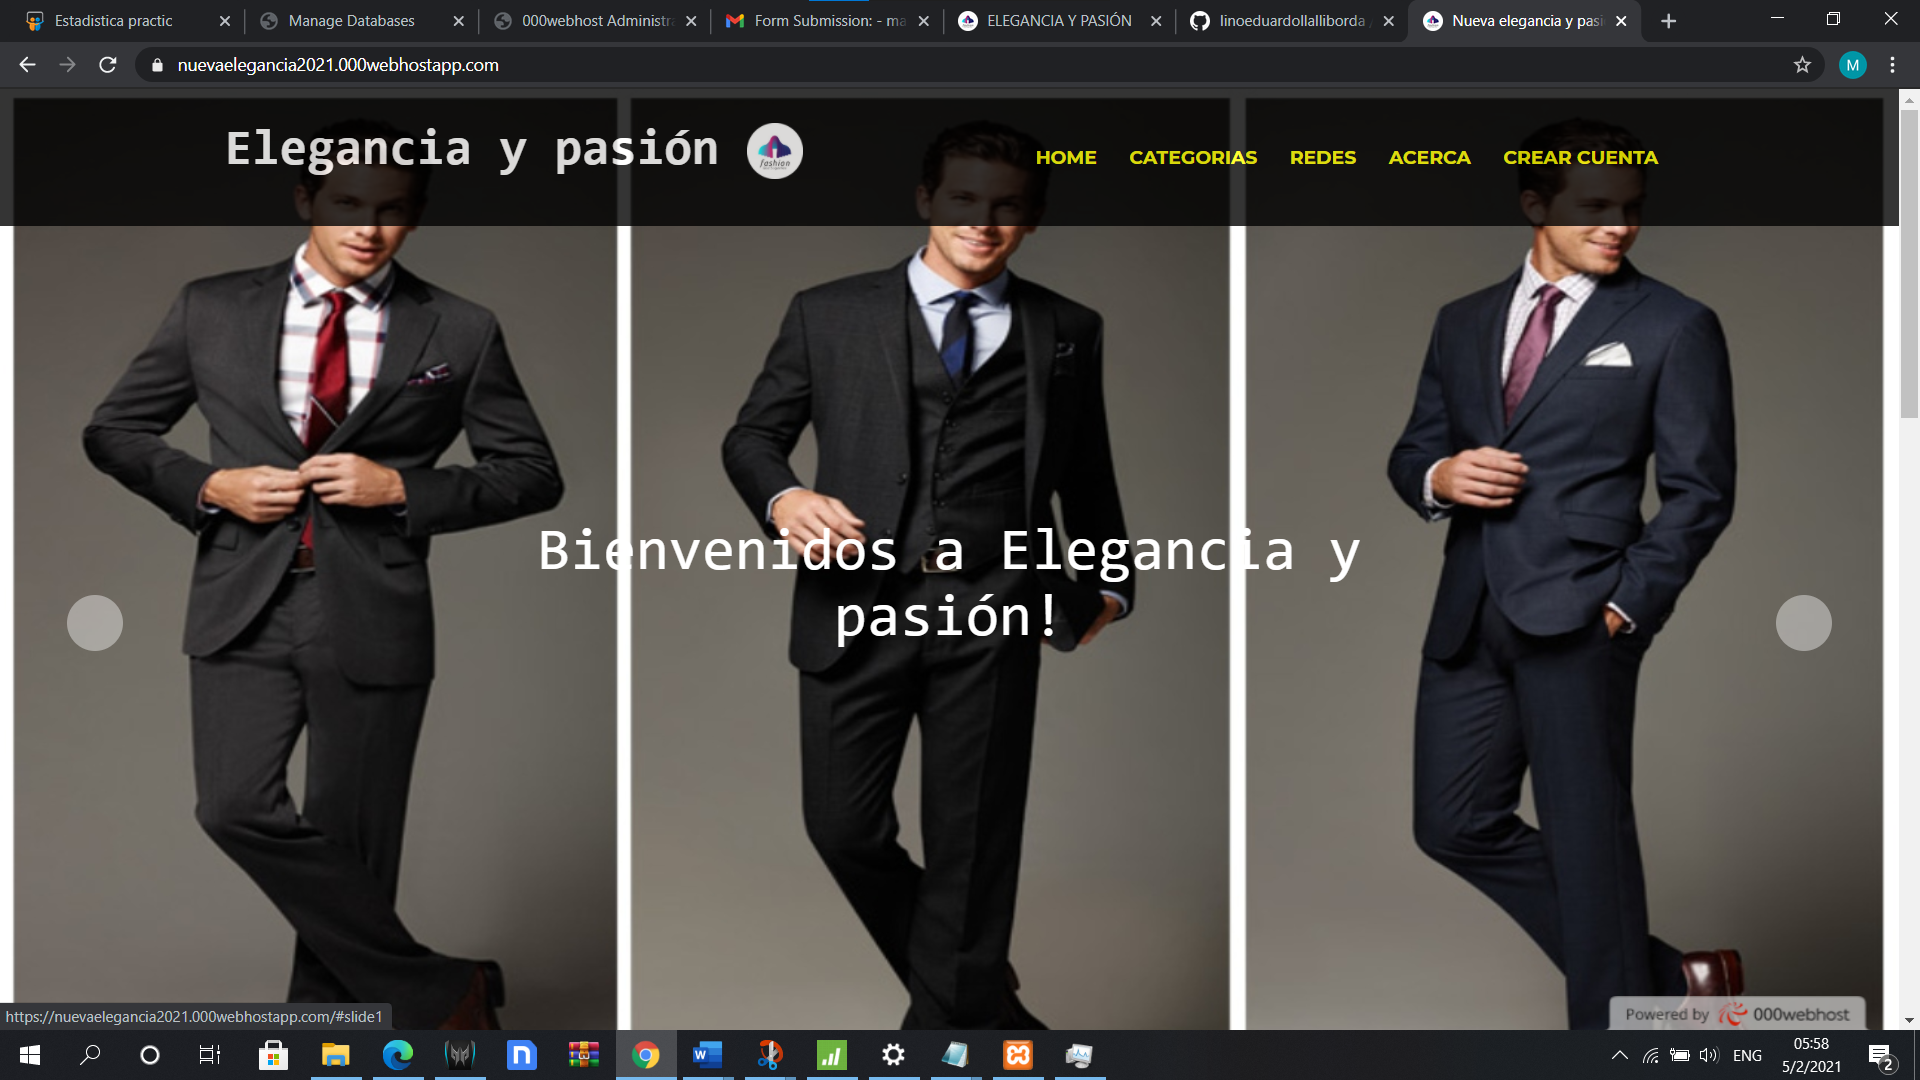 Estadistica practic
Manage Databases
000webhost Administra
Form Submission: - ma
ELEGANCIA Y PASIÓN
linoeduardollalliborda /
Nueva elegancia y pasi
nuevaelegancia2021.000webhostapp.com
M
Elegancia y pasión
fashion
HOME
CATEGORIAS
REDES
ACERCA
CREAR CUENTA
Bienvenidos a Elegancia y
pasión!
https://nuevaelegancia2021.000webhostapp.com/#slide1
Powered by 000webhost
ENG
05:58
5/2/2021
2